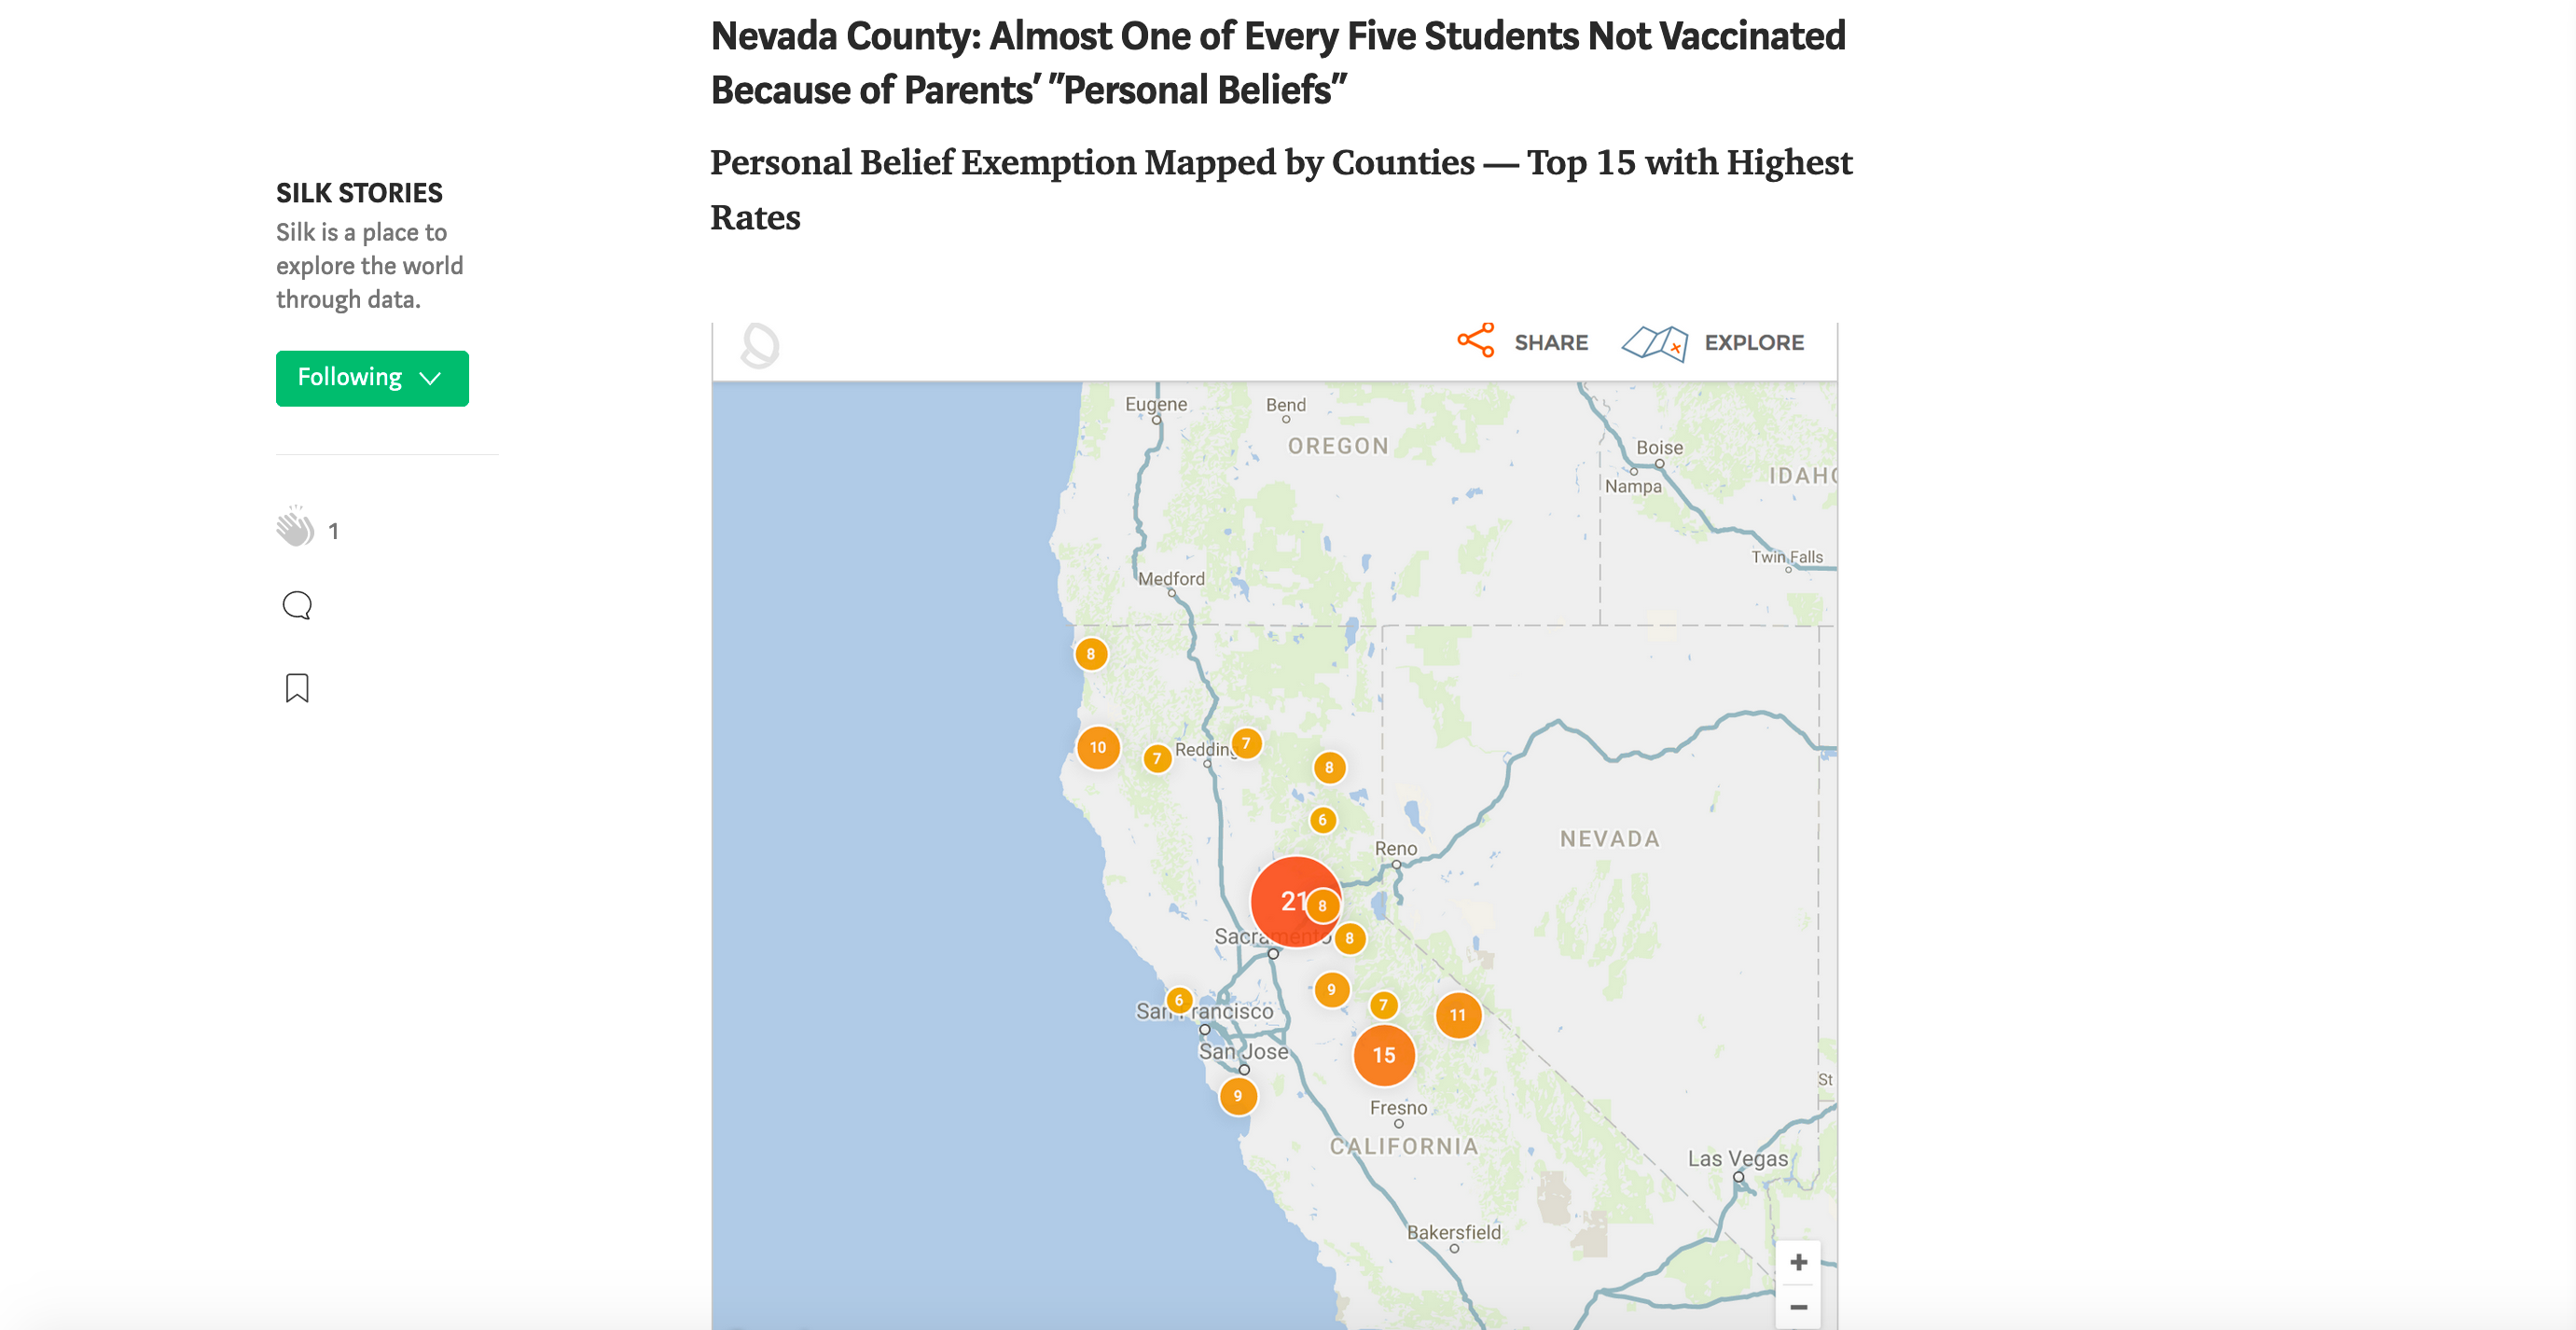 Nevada County: Almost One of Every Five Students Not Vaccinated
Because of Parents’ ”Personal Beliefs”
Personal Belief Exemption Mapped by Counties — Top 15 with Highest
Rates
SILK STORIES
Silk is a place to
explore the world
through data.
Following
1
SHARE
EXPLORE
Eugene
Bend
OREGON
Boise
Nampa
IDAHO
Twin Falls
Medford
8
10
7
Redding
7
8
6
Reno
NEVADA
21
8
Sacramento
8
6
San Francisco
9
7
11
San Jose
15
9
St
Fresno
CALIFORNIA
Las Vegas
Bakersfield
+
−